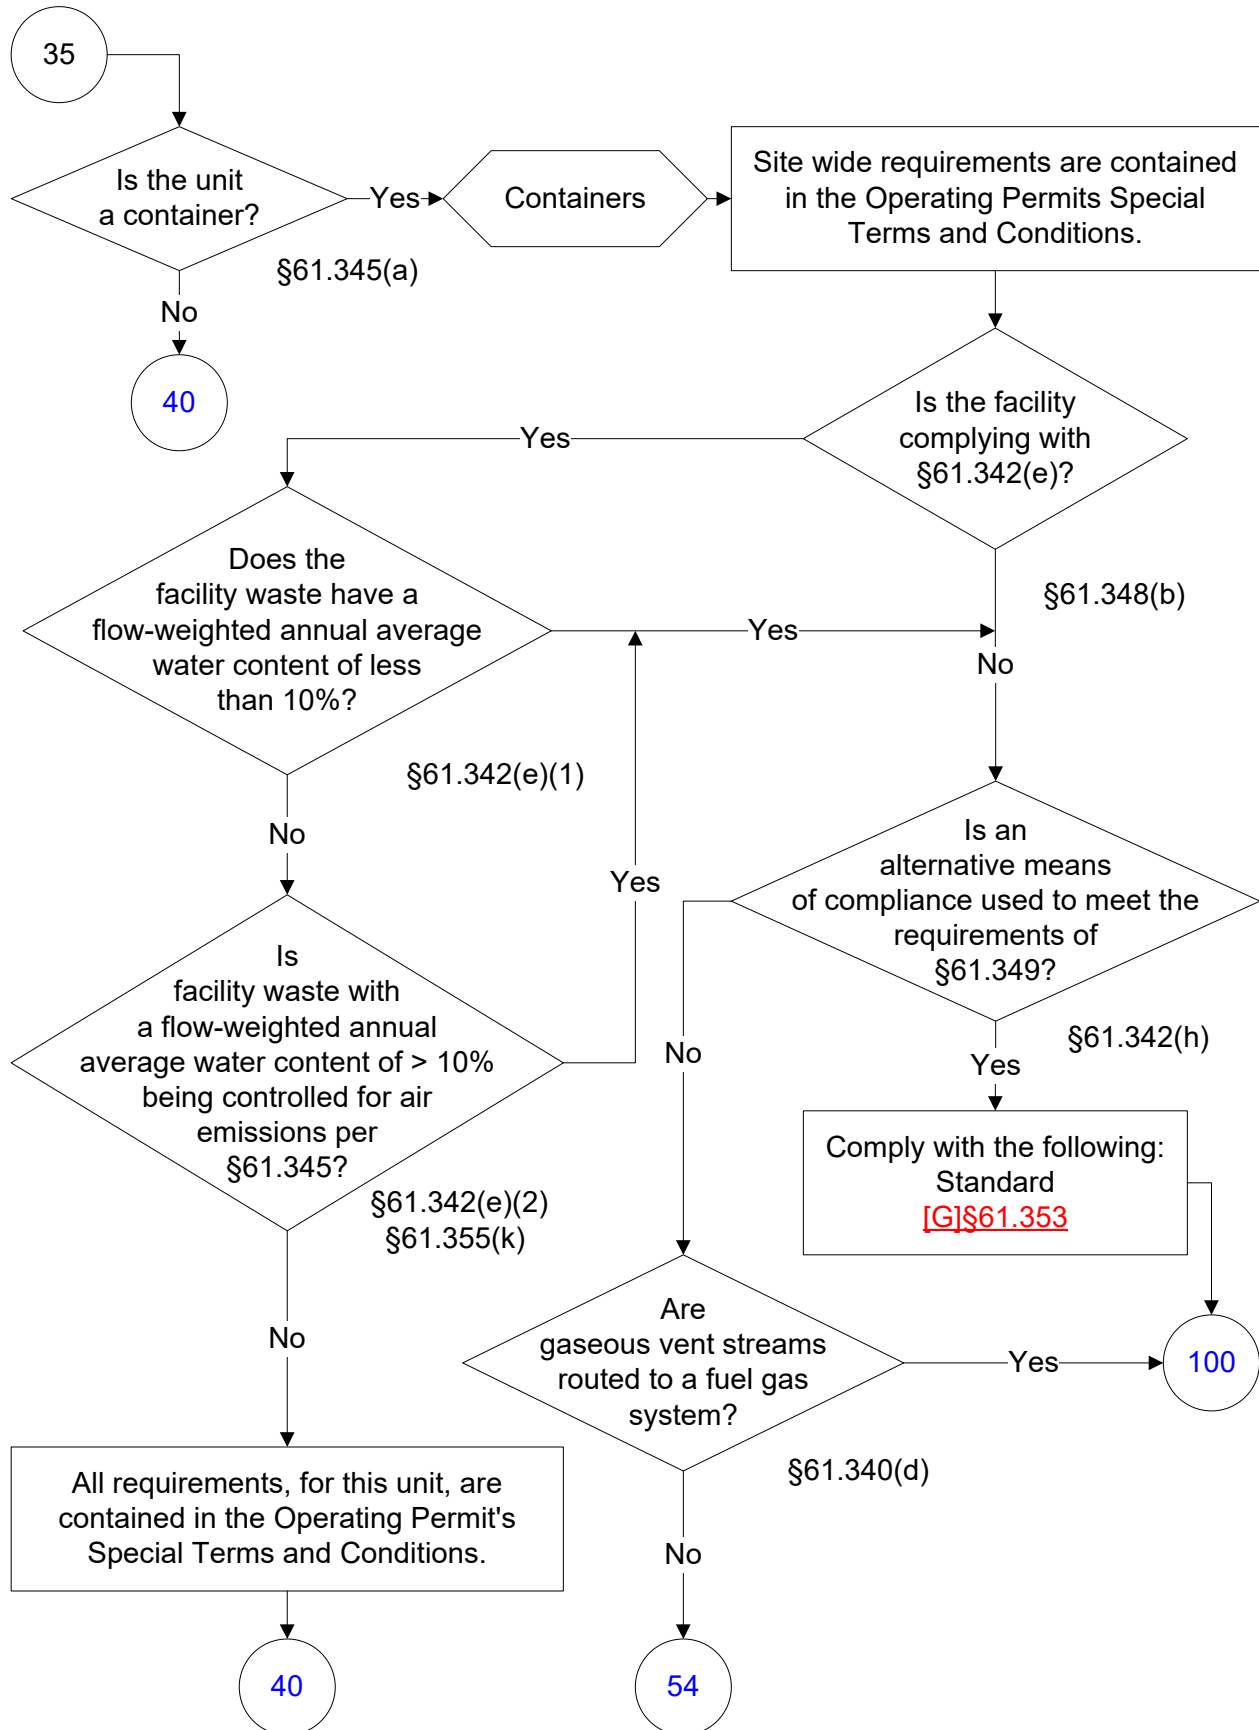 35
Is the unit
a container?
Yes
Containers
Site wide requirements are contained
in the Operating Permits Special
Terms and Conditions.
§61.345(a)
No
40
Is the facility
complying with
§61.342(e)?
Yes
§61.348(b)
No
Does the
facility waste have a
flow-weighted annual average
water content of less
than 10%?
Yes
§61.342(e)(1)
No
Is
facility waste with
a flow-weighted annual
average water content of > 10%
being controlled for air
emissions per
§61.345?
Yes
§61.342(e)(2)
§61.355(k)
No
Is an
alternative means
of compliance used to meet the
requirements of
§61.349?
§61.342(h)
No
Yes
Comply with the following:
Standard
[G]§61.353
Are
gaseous vent streams
routed to a fuel gas
system?
Yes
100
§61.340(d)
No
All requirements, for this unit, are
contained in the Operating Permit's
Special Terms and Conditions.
40
54